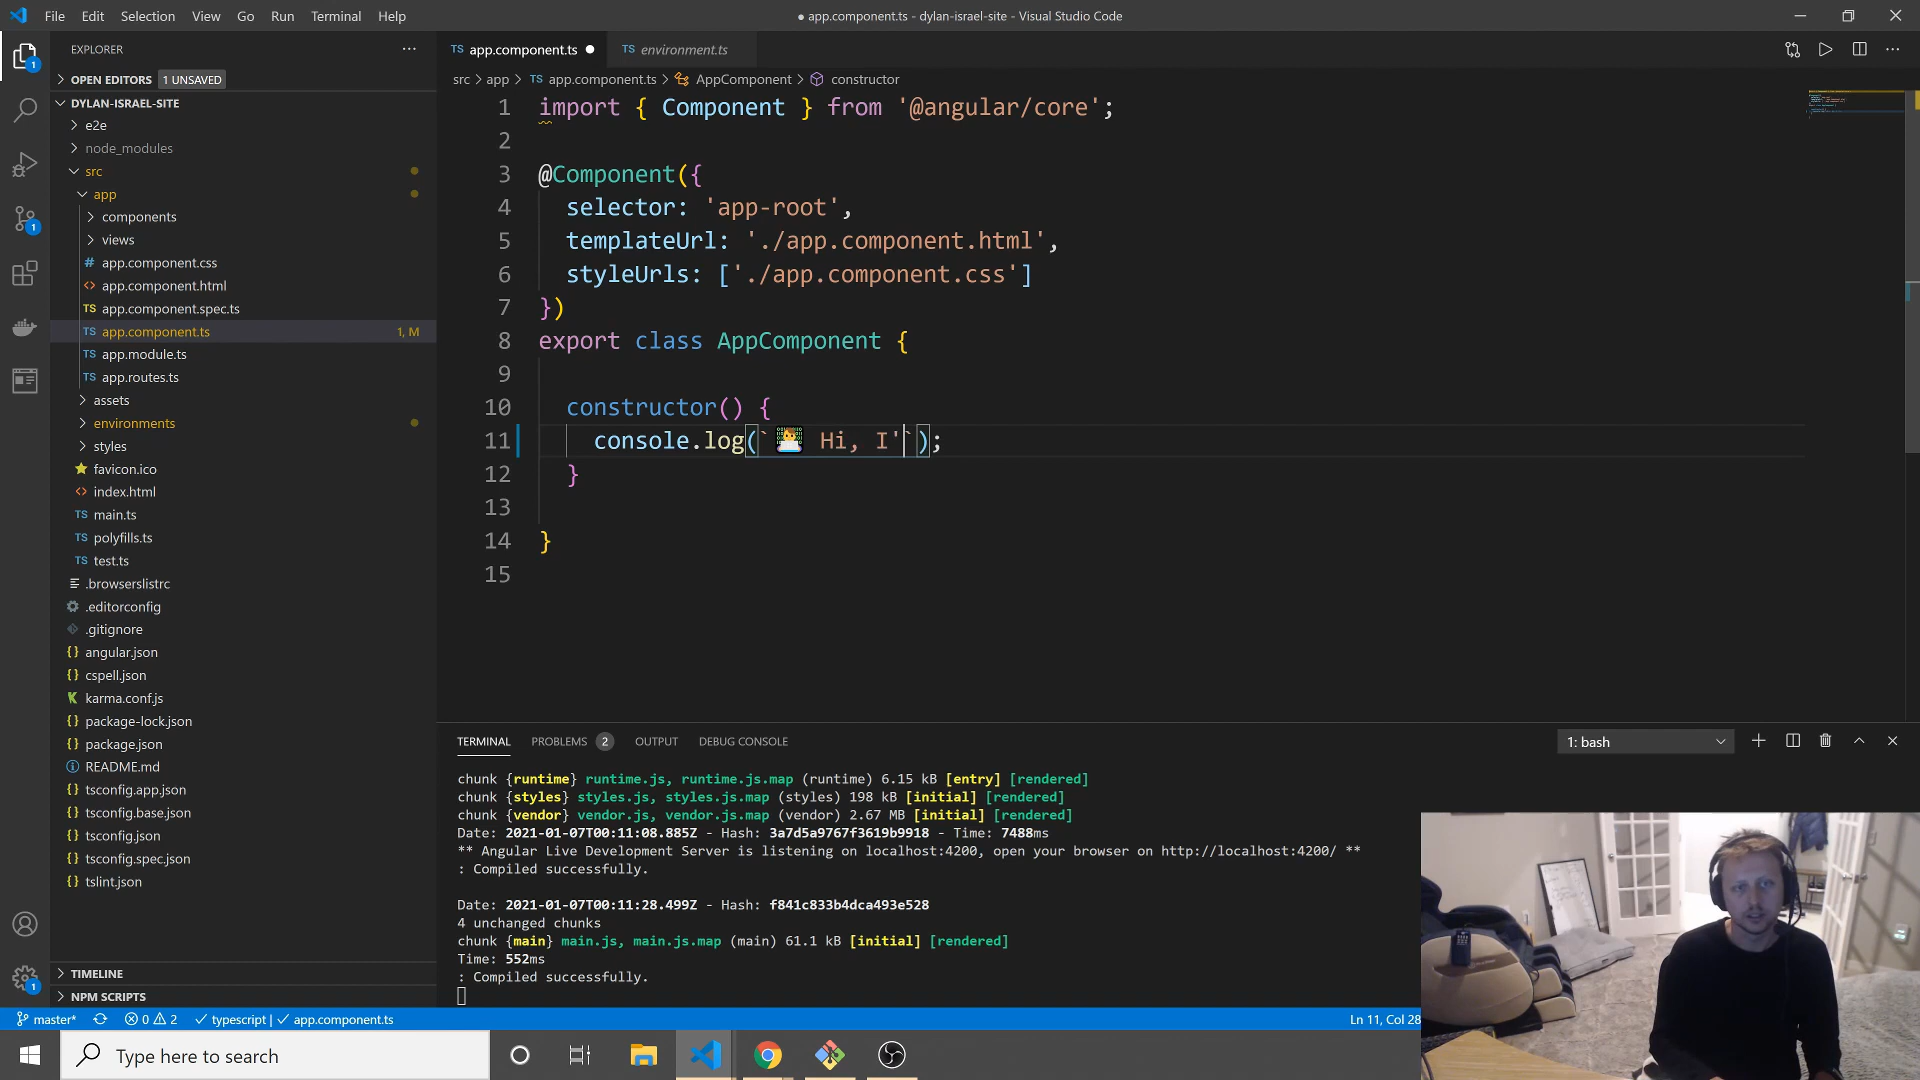 File Edit Selection View Go Run Terminal Help
● app.component.ts - dylan-israel-site - Visual Studio Code
EXPLORER
OPEN EDITORS 1 UNSAVED
DYLAN-ISRAEL-SITE
e2e
node_modules
src
app
components
views
# app.component.css
<> app.component.html
TS app.component.spec.ts
TS app.component.ts 1, M
TS app.module.ts
TS app.routes.ts
assets
environments
styles
favicon.ico
<> index.html
TS main.ts
TS polyfills.ts
TS test.ts
.browserslistrc
.editorconfig
.gitignore
{} angular.json
{} cspell.json
karma.conf.js
{} package-lock.json
{} package.json
README.md
{} tsconfig.app.json
{} tsconfig.base.json
{} tsconfig.json
{} tsconfig.spec.json
{} tslint.json
TIMELINE
NPM SCRIPTS
TS app.component.ts ●
TS environment.ts
src > app > TS app.component.ts > AppComponent > constructor
1 import { Component } from '@angular/core';
2
3 @Component({
4 selector: 'app-root',
5 templateUrl: './app.component.html',
6 styleUrls: ['./app.component.css']
7 })
8 export class AppComponent {
9
10 constructor() {
11 console.log(` 👨‍💻 Hi, I'`);
12 }
13
14 }
15
TERMINAL PROBLEMS 2 OUTPUT DEBUG CONSOLE
1: bash
chunk {runtime} runtime.js, runtime.js.map (runtime) 6.15 kB [entry] [rendered]
chunk {styles} styles.js, styles.js.map (styles) 198 kB [initial] [rendered]
chunk {vendor} vendor.js, vendor.js.map (vendor) 2.67 MB [initial] [rendered]
Date: 2021-01-07T00:11:08.885Z - Hash: 3a7d5a9767f3619b9918 - Time: 7488ms
** Angular Live Development Server is listening on localhost:4200, open your browser on http://localhost:4200/ **
: Compiled successfully.
Date: 2021-01-07T00:11:28.499Z - Hash: f841c833b4dca493e528
4 unchanged chunks
chunk {main} main.js, main.js.map (main) 61.1 kB [initial] [rendered]
Time: 552ms
: Compiled successfully.
master* 0 2 typescript | app.component.ts
Ln 11, Col 28
Type here to search